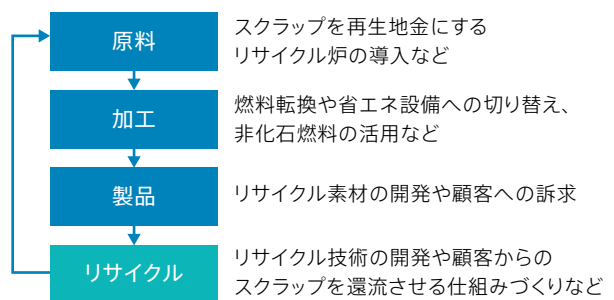 原料
スクラップを再生地金にする
リサイクル炉の導入など
加工
燃料転換や省エネ設備への切り替え、
非化石燃料の活用など
製品
リサイクル素材の開発や顧客への訴求
リサイクル
リサイクル技術の開発や顧客からの
スクラップを還流させる仕組みづくりなど